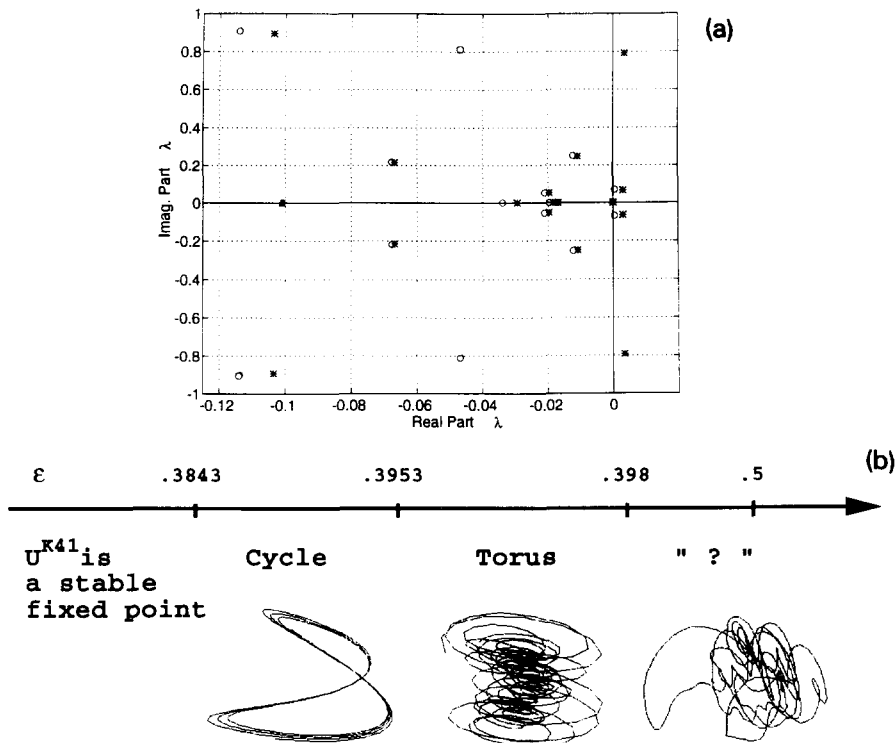 (a)
1
0.8
0.6
0.4
0.2
0
-0.2
-0.4
-0.6
-0.8
-1
Imag. Part λ
-0.12 -0.1 -0.08 -0.06 -0.04 -0.02 0
Real Part λ
(b)
ε .3843 .3953 .398 .5
U^K41 is Cycle Torus " ? "
a stable
fixed point